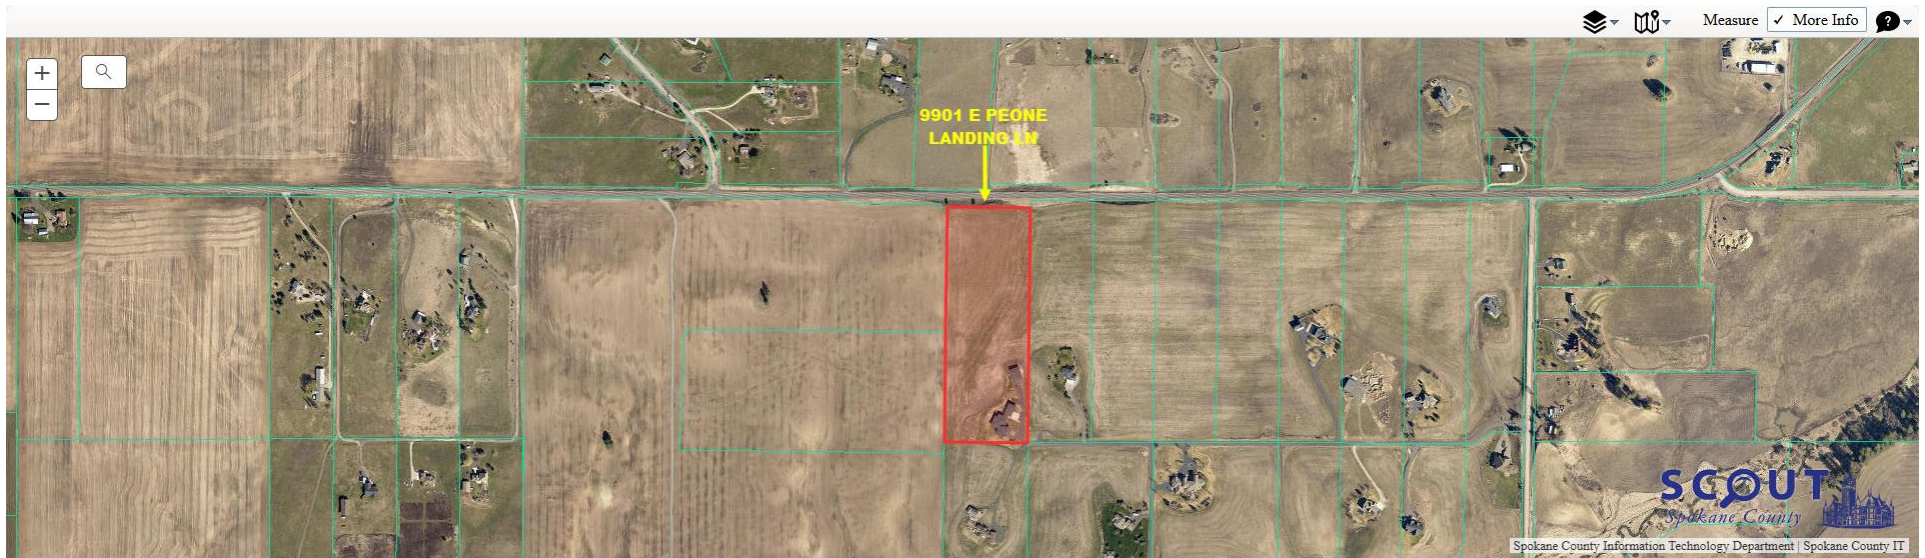 Measure
✓ More Info
?
+
−
9901 E PEONE
LANDING LN
SCOUT
Spokane County
Spokane County Information Technology Department | Spokane County IT